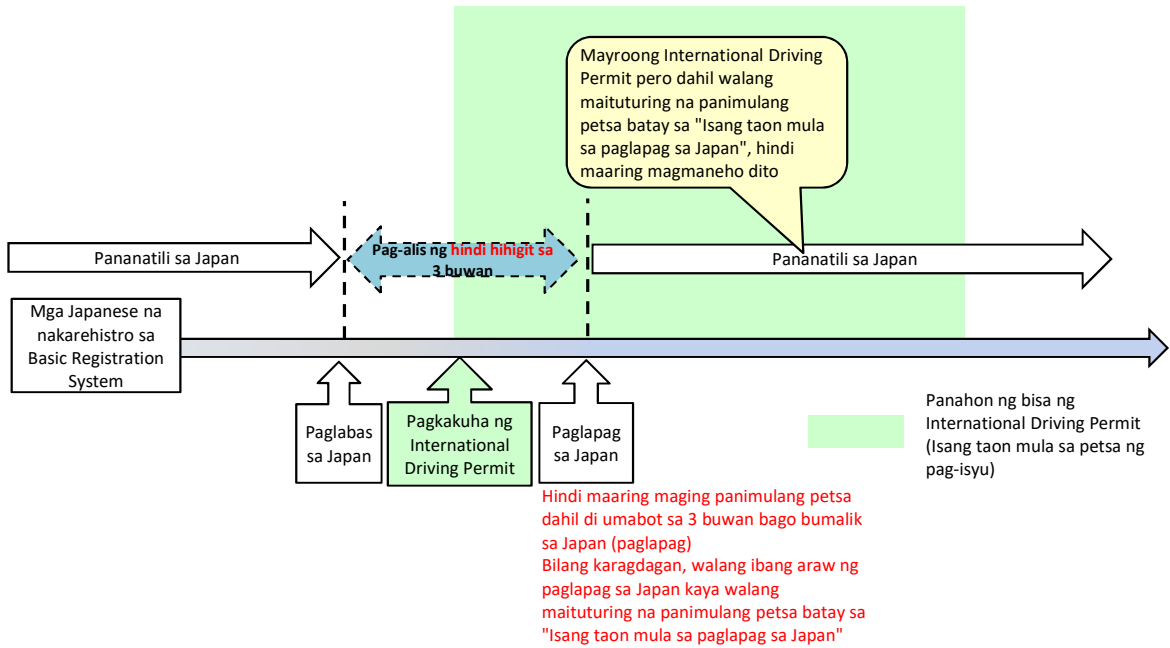 Mayroong International Driving
Permit pero dahil walang
maituturing na panimulang
petsa batay sa "Isang taon mula
sa paglapag sa Japan", hindi
maaring magmaneho dito
Pananatili sa Japan
Pag-alis ng hindi hihigit sa
3 buwan
Pananatili sa Japan
Mga Japanese na
nakarehistro sa
Basic Registration
System
Paglabas
sa Japan
Pagkakuha ng
International
Driving Permit
Paglapag
sa Japan
Panahon ng bisa ng
International Driving Permit
(Isang taon mula sa petsa ng
pag-isyu)
Hindi maaring maging panimulang petsa
dahil di umabot sa 3 buwan bago bumalik
sa Japan (paglapag)
Bilang karagdagan, walang ibang araw ng
paglapag sa Japan kaya walang
maituturing na panimulang petsa batay sa
"Isang taon mula sa paglapag sa Japan"